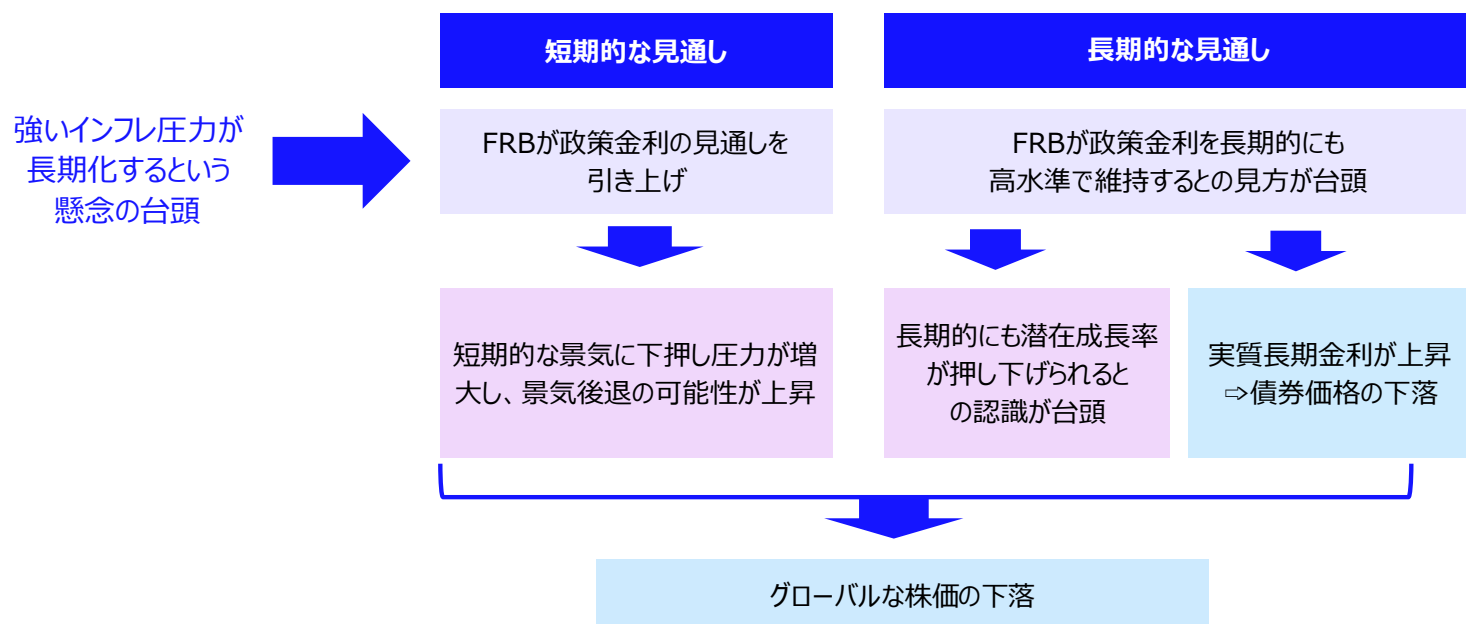 短期的な見通し
長期的な見通し
強いインフレ圧力が
長期化するという
懸念の台頭
FRBが政策金利の見通しを
引き上げ
FRBが政策金利を長期的にも
高水準で維持するとの見方が台頭
短期的な景気に下押し圧力が増
大し、景気後退の可能性が上昇
長期的にも潜在成長率
が押し下げられると
の認識が台頭
実質長期金利が上昇
⇨債券価格の下落
グローバルな株価の下落